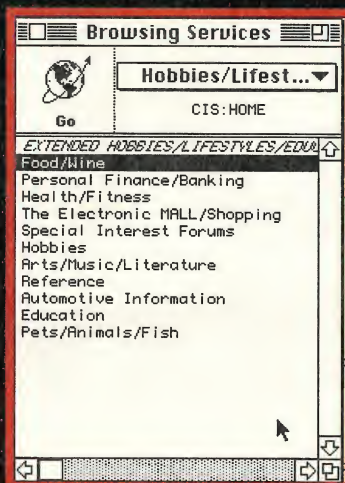 Browsing Services
Hobbies/Lifest...
Go
CIS:HOME
EXTENDED HOBBIES/LIFESTYLES/EDU
Food/Wine
Personal Finance/Banking
Health/Fitness
The Electronic MALL/Shopping
Special Interest Forums
Hobbies
Arts/Music/Literature
Reference
Automotive Information
Education
Pets/Animals/Fish